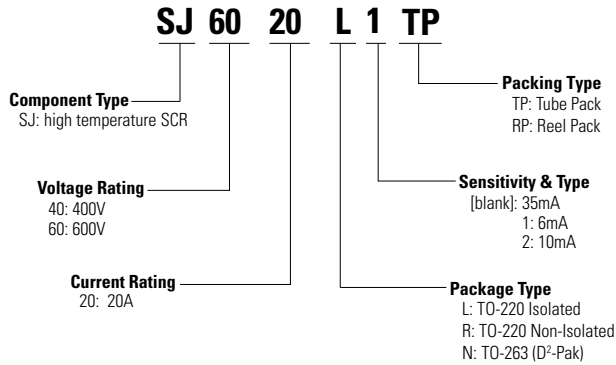 SJ 60 20 L 1 TP
Component Type
SJ: high temperature SCR
Voltage Rating
40: 400V
60: 600V
Current Rating
20: 20A
Packing Type
TP: Tube Pack
RP: Reel Pack
Sensitivity & Type
[blank]: 35mA
1: 6mA
2: 10mA
Package Type
L: TO-220 Isolated
R: TO-220 Non-Isolated
N: TO-263 (D²-Pak)